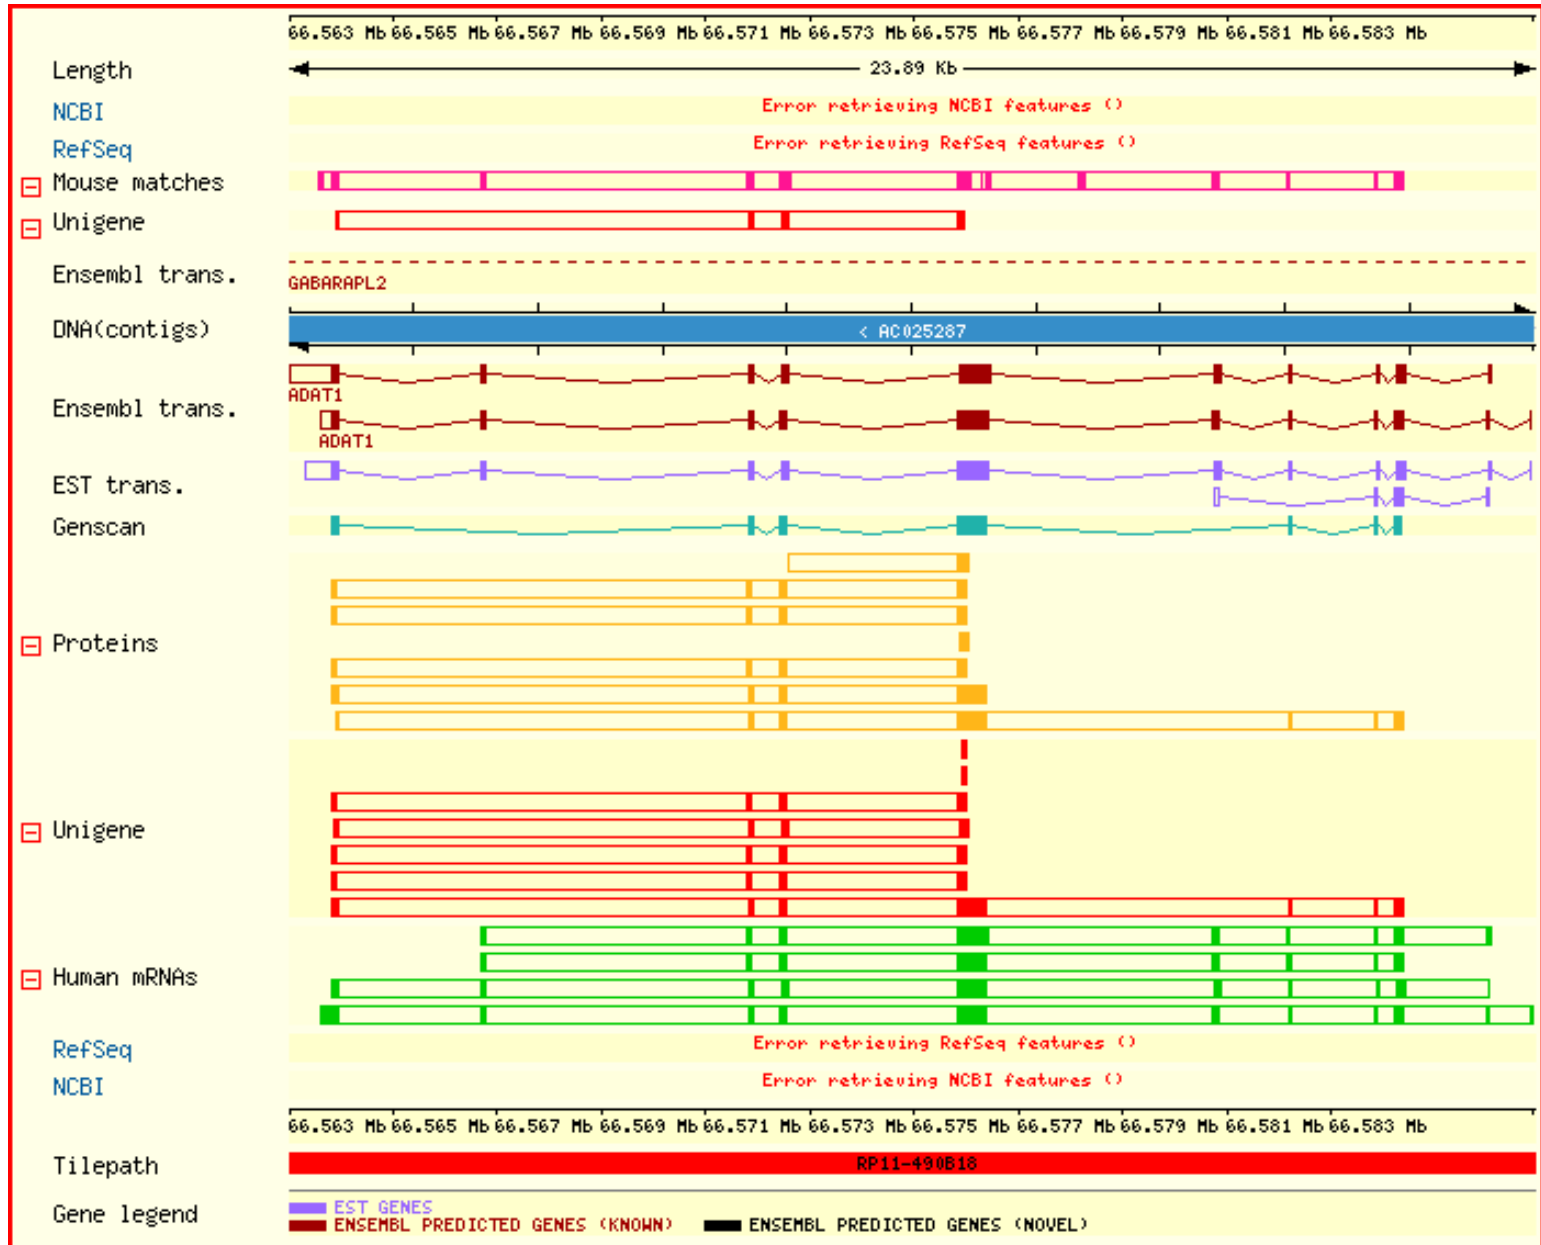 66.563 Mb 66.565 Mb 66.567 Mb 66.569 Mb 66.571 Mb 66.573 Mb 66.575 Mb 66.577 Mb 66.579 Mb 66.581 Mb 66.583 Mb
Length 23.89 Kb
NCBI Error retrieving NCBI features ()
RefSeq Error retrieving RefSeq features ()
Mouse matches
Unigene
Ensembl trans.
GABARAPL2
DNA(contigs) < AC025287
ADAT1
Ensembl trans.
ADAT1
EST trans.
Genscan
Proteins
Unigene
Human mRNAs
RefSeq Error retrieving RefSeq features ()
NCBI Error retrieving NCBI features ()
66.563 Mb 66.565 Mb 66.567 Mb 66.569 Mb 66.571 Mb 66.573 Mb 66.575 Mb 66.577 Mb 66.579 Mb 66.581 Mb 66.583 Mb
Tilepath RP11-490B18
Gene legend
EST GENES
ENSEMBL PREDICTED GENES (KNOWN) ENSEMBL PREDICTED GENES (NOVEL)